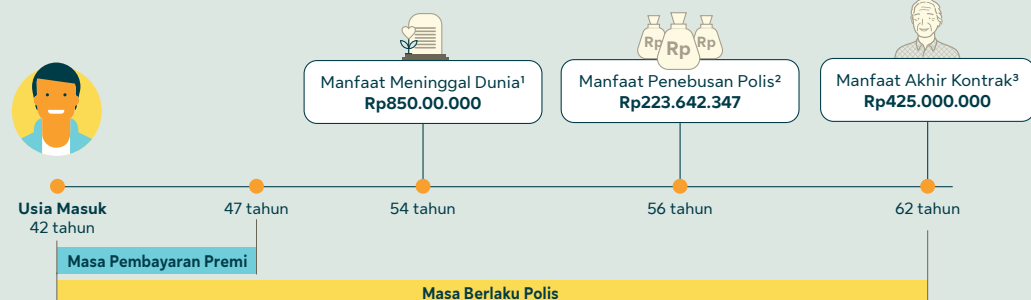 Rp
Rp
Rp
Manfaat Meninggal Dunia¹
Rp850.00.000
Manfaat Penebusan Polis²
Rp223.642.347
Manfaat Akhir Kontrak³
Rp425.000.000
Usia Masuk
42 tahun
47 tahun
54 tahun
56 tahun
62 tahun
Masa Pembayaran Premi
Masa Berlaku Polis